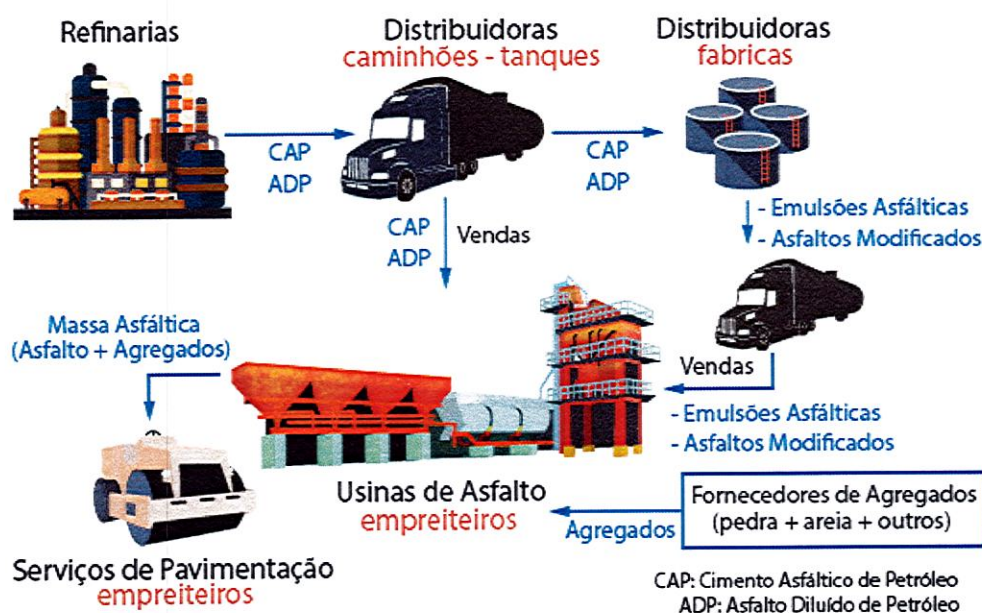 Refinarias
Distribuidoras
caminhões - tanques
Distribuidoras
fabricas
CAP
ADP
CAP
ADP
CAP
ADP
Vendas
- Emulsões Asfálticas
- Asfaltos Modificados
Massa Asfáltica
(Asfalto + Agregados)
Vendas
- Emulsões Asfálticas
- Asfaltos Modificados
Usinas de Asfalto
empreiteiros
Agregados
Fornecedores de Agregados
(pedra + areia + outros)
Serviços de Pavimentação
empreiteiros
CAP: Cimento Asfáltico de Petróleo
ADP: Asfalto Diluído de Petróleo